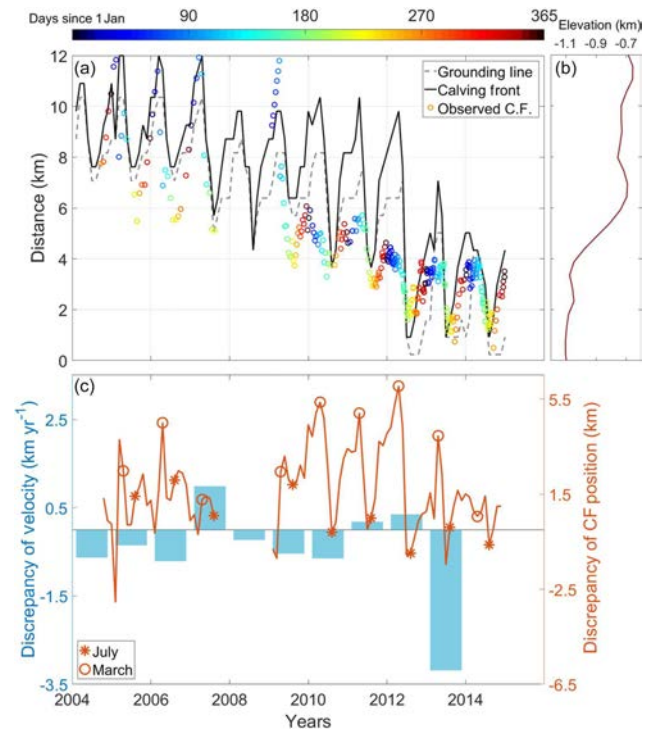 Days since 1 Jan 90 180 270 365
Elevation (km)
-1.1 -0.9 -0.7
12
10
8
6
4
2
0
Distance (km)
(a)
Grounding line
Calving front
Observed C.F.
(b)
(c)
2.5
0.5
-1.5
-3.5
Discrepancy of velocity (km yr-1)
5.5
1.5
-2.5
-6.5
Discrepancy of CF position (km)
July
March
2004 2006 2008 2010 2012 2014
Years